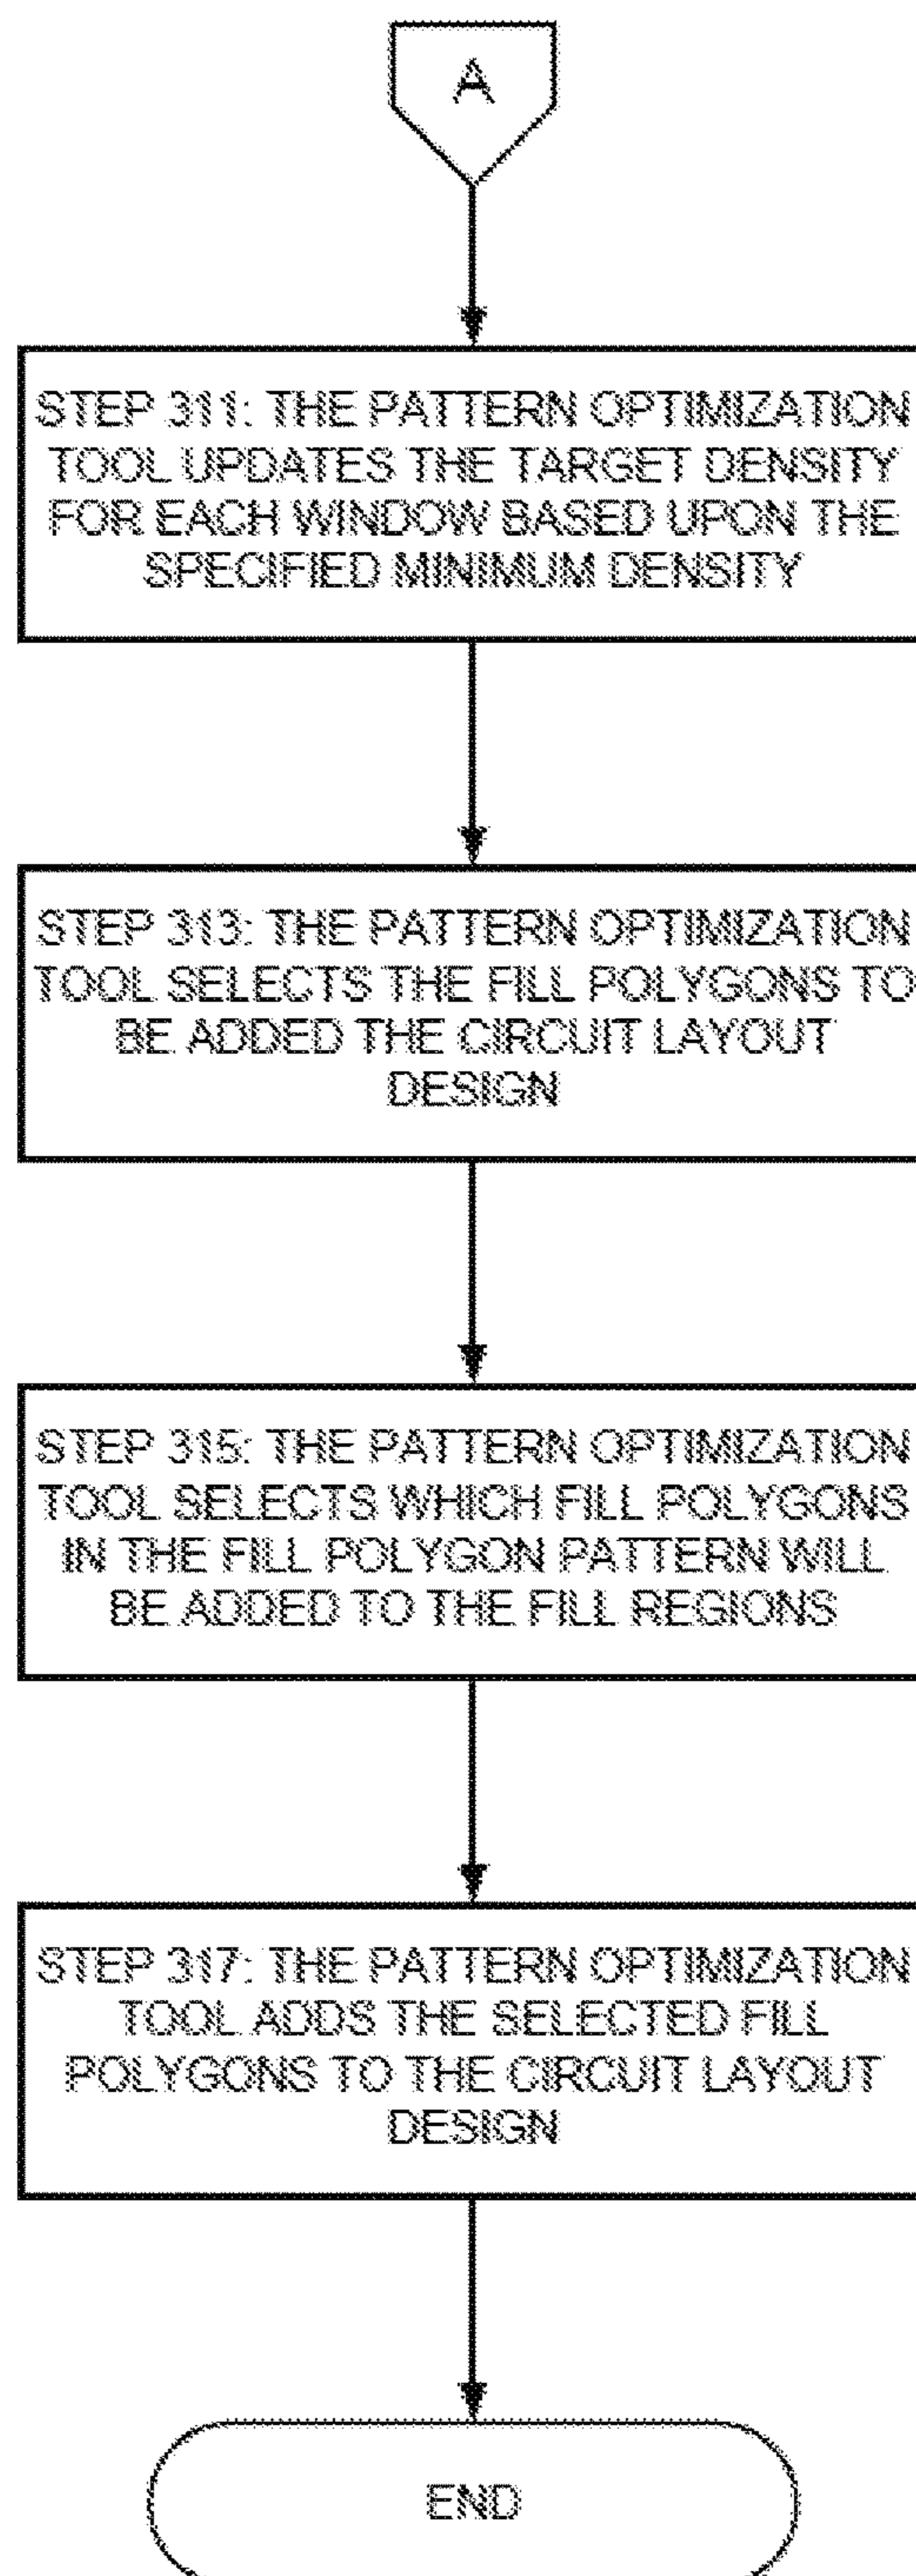 A
STEP 311: THE PATTERN OPTIMIZATION
TOOL UPDATES THE TARGET DENSITY
FOR EACH WINDOW BASED UPON THE
SPECIFIED MINIMUM DENSITY
STEP 313: THE PATTERN OPTIMIZATION
TOOL SELECTS THE FILL POLYGONS TO
BE ADDED THE CIRCUIT LAYOUT
DESIGN
STEP 315: THE PATTERN OPTIMIZATION
TOOL SELECTS WHICH FILL POLYGONS
IN THE FILL POLYGON PATTERN WILL
BE ADDED TO THE FILL REGIONS
STEP 317: THE PATTERN OPTIMIZATION
TOOL ADDS THE SELECTED FILL
POLYGONS TO THE CIRCUIT LAYOUT
DESIGN
END